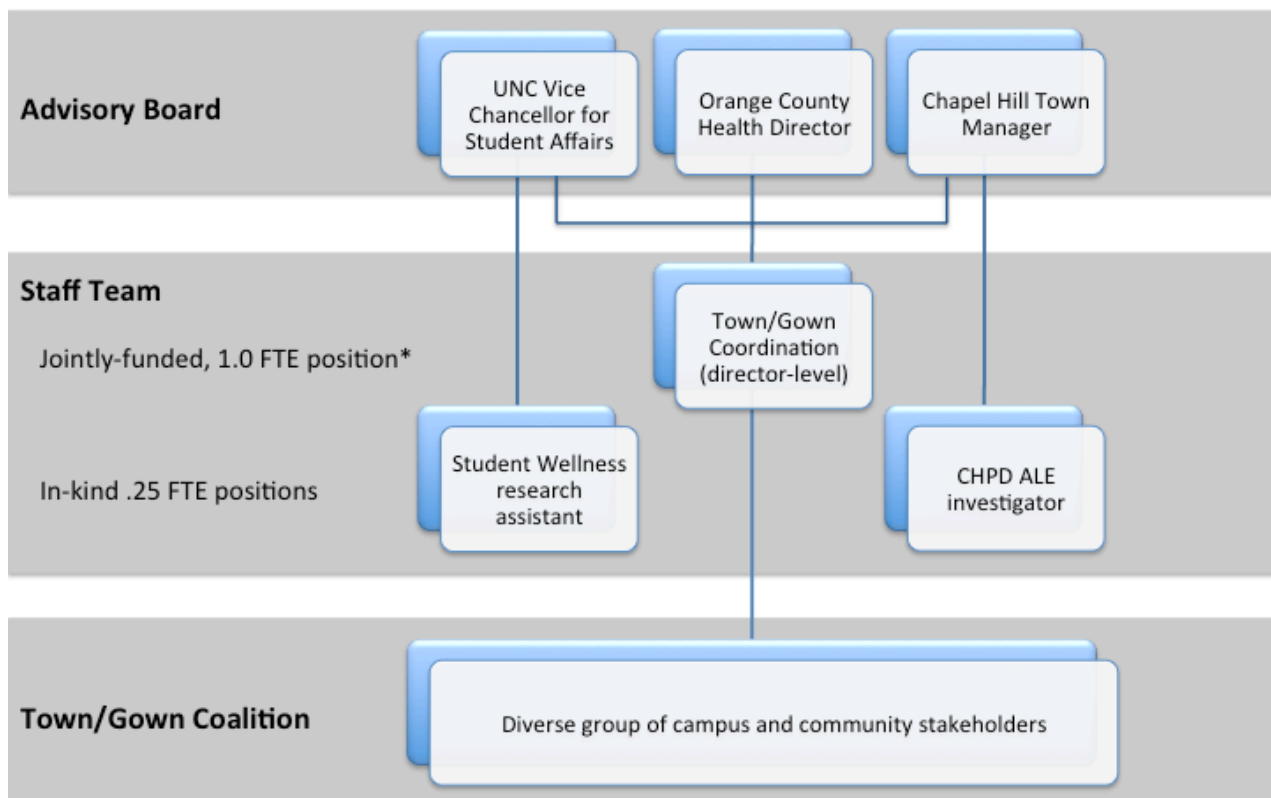 Advisory Board
UNC Vice
Chancellor for
Student Affairs
Orange County
Health Director
Chapel Hill Town
Manager
Staff Team
Jointly-funded, 1.0 FTE position*
Town/Gown
Coordination
(director-level)
In-kind .25 FTE positions
Student Wellness
research
assistant
CHPD ALE
investigator
Town/Gown Coalition
Diverse group of campus and community stakeholders